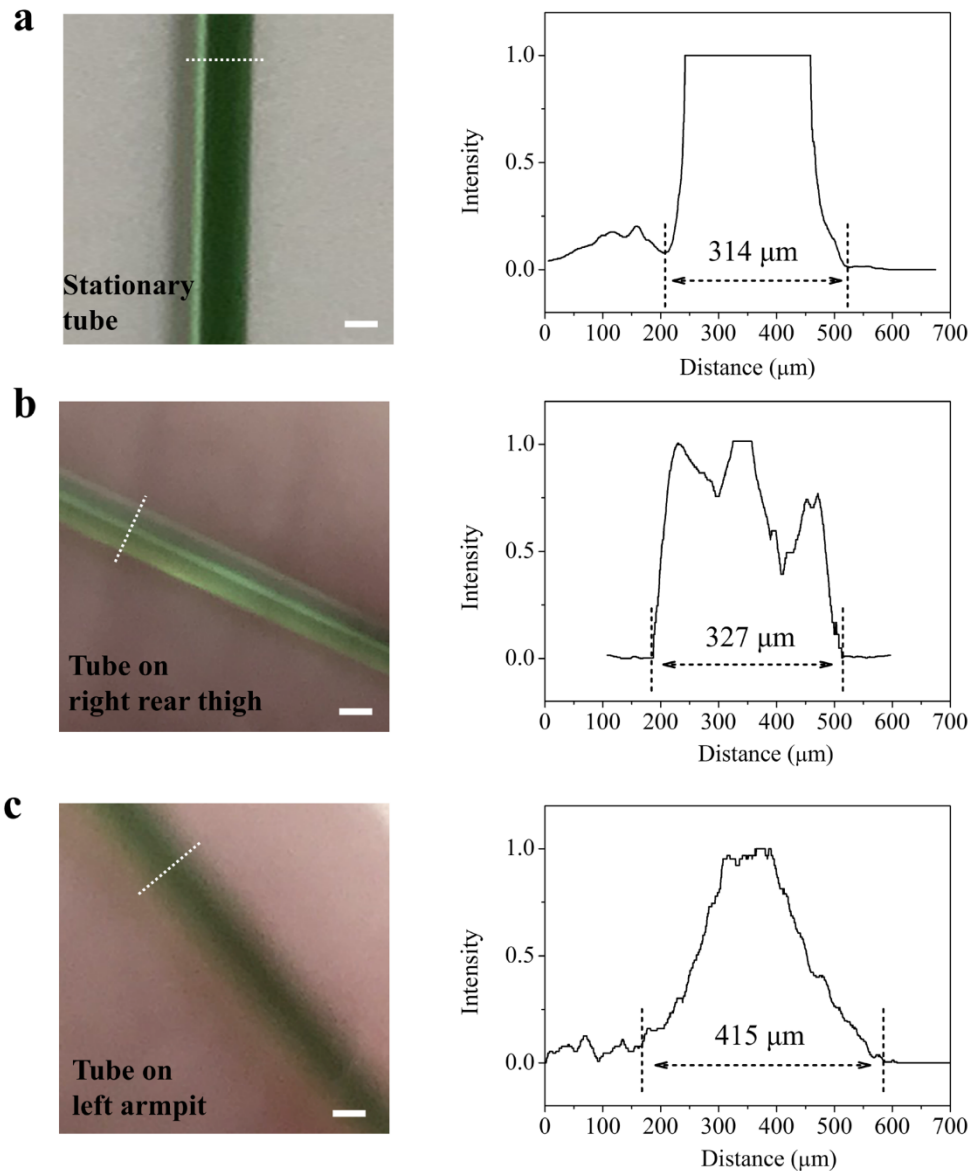 a
Stationary
tube
Intensity
1.0
0.5
0.0
314 μm
0 100 200 300 400 500 600 700
Distance (μm)
b
Tube on
right rear thigh
Intensity
1.0
0.5
0.0
327 μm
0 100 200 300 400 500 600 700
Distance (μm)
c
Tube on
left armpit
Intensity
1.0
0.5
0.0
415 μm
0 100 200 300 400 500 600 700
Distance (μm)